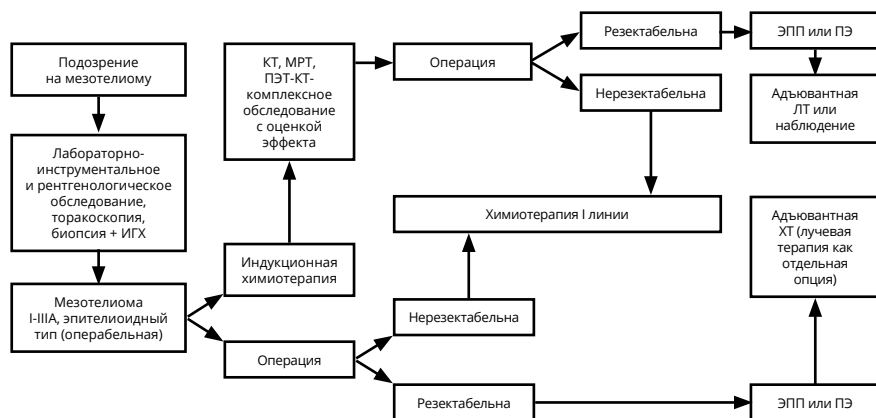 Подозрение
на мезотелиому
Лабораторно-
инструментальное
и рентгенологическое
обследование,
торакоскопия,
биопсия + ИГХ
Мезотелиома
I-IIIA, эпителиоидный
тип (операбельная)
КТ, МРТ,
ПЭТ-КТ-
комплексное
обследование
с оценкой
эффекта
Индукционная
химиотерапия
Операция
Операция
Резектабельна
Нерезектабельна
Химиотерапия I линии
Нерезектабельна
Резектабельна
ЭПП или ПЭ
Адъювантная
ЛТ или
наблюдение
Адъювантная
ХТ (лучевая
терапия как
отдельная
опция)
ЭПП или ПЭ